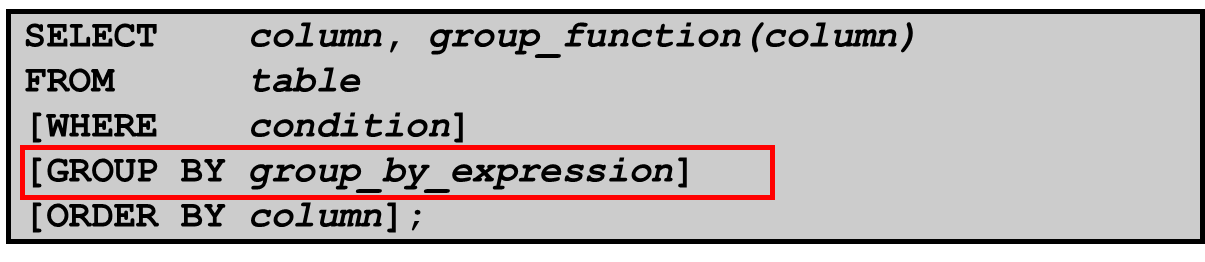 SELECT column, group_function(column)
FROM table
[WHERE condition]
[GROUP BY group_by_expression]
[ORDER BY column];